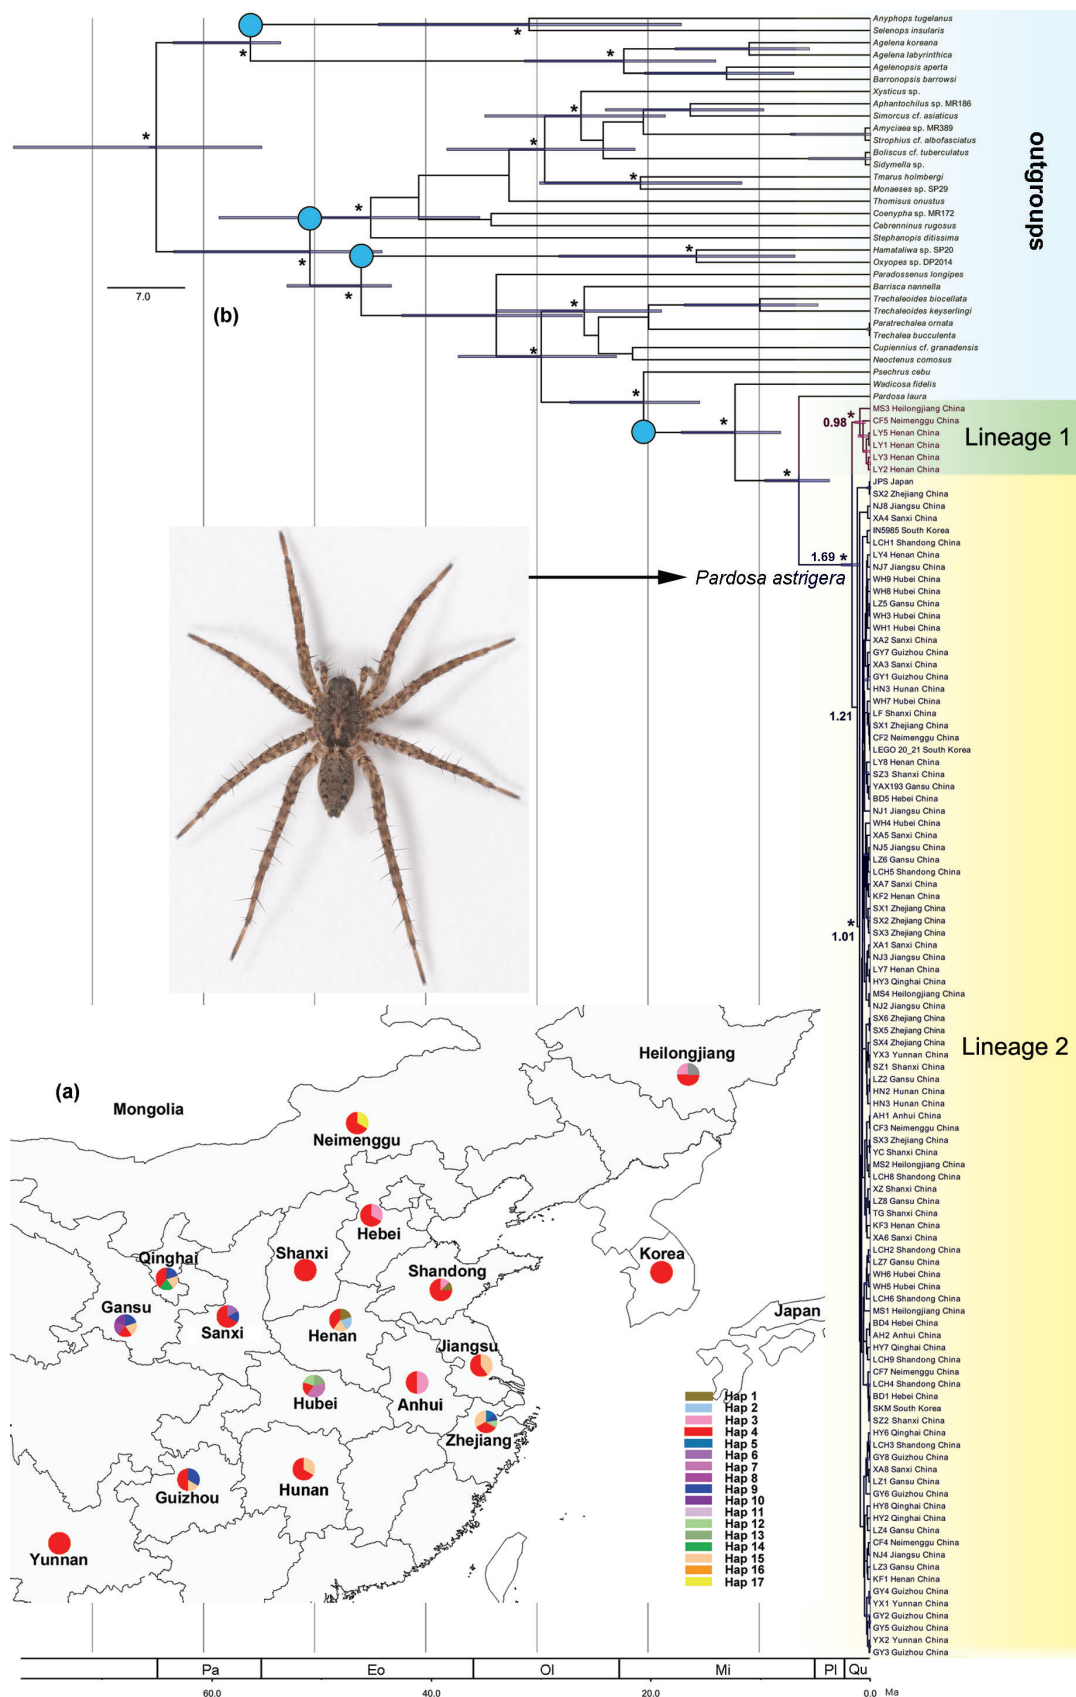 Anyphops tugelanus
Selenops insularis
Agelena koreana
Agelena labyrinthica
Agelenopsis aperta
Barronopsis barrowsi
Xysticus sp.
Aphantochilus sp. MR186
Simorcus cf. asiaticus
Amyciaea sp. MR389
Strophius cf. albofasciatus
Boliscus cf. tuberculatus
Sidymella sp.
Tmarus holmbergi
Monaeses sp. SP29
Thomisus onustus
Coenypha sp. MR172
Cebrenninus rugosus
Stephanopis ditissima
Hamataliwa sp. SP20
Oxyopes sp. DP2014
Paradossenus longipes
Barrisca nannella
Trechaleoides biocellata
Trechaleoides keyserlingi
Paratrechalea ornata
Trechalea bucculenta
Cupiennius cf. granadensis
Neoctenus comosus
Psechrus cebu
Wadicosa fidelis
Pardosa laura
outgroups
7.0
(b)
MS3 Heilongjiang China
CF5 Neimenggu China
LY5 Henan China
LY1 Henan China
LY3 Henan China
LY2 Henan China
0.98
Lineage 1
JPS Japan
SX2 Zhejiang China
NJ8 Jiangsu China
XA4 Sanxi China
IN5985 South Korea
LCH1 Shandong China
LY4 Henan China
NJ7 Jiangsu China
WH9 Hubei China
WH8 Hubei China
LZ5 Gansu China
WH3 Hubei China
WH1 Hubei China
XA2 Sanxi China
GY7 Guizhou China
XA3 Sanxi China
GY1 Guizhou China
HN3 Hunan China
WH7 Hubei China
LF Shanxi China
SX1 Zhejiang China
CF2 Neimenggu China
LEGO 20_21 South Korea
LY8 Henan China
SZ3 Shanxi China
YAX193 Gansu China
BD5 Hebei China
NJ1 Jiangsu China
WH4 Hubei China
XA5 Sanxi China
NJ5 Jiangsu China
LZ6 Gansu China
LCH5 Shandong China
XA7 Sanxi China
KF2 Henan China
SX1 Zhejiang China
SX2 Zhejiang China
SX3 Zhejiang China
XA1 Sanxi China
NJ3 Jiangsu China
LY7 Henan China
HY3 Qinghai China
MS4 Heilongjiang China
NJ2 Jiangsu China
SX6 Zhejiang China
SX5 Zhejiang China
SX4 Zhejiang China
YX3 Yunnan China
SZ1 Shanxi China
LZ2 Gansu China
HN2 Hunan China
HN3 Hunan China
AH1 Anhui China
CF3 Neimenggu China
SX3 Zhejiang China
YC Shanxi China
MS2 Heilongjiang China
LCH8 Shandong China
XZ Shanxi China
LZ8 Gansu China
TG Shanxi China
KF3 Henan China
XA6 Sanxi China
LCH2 Shandong China
LZ7 Gansu China
WH6 Hubei China
WH5 Hubei China
LCH6 Shandong China
MS1 Heilongjiang China
BD4 Hebei China
AH2 Anhui China
HY7 Qinghai China
LCH9 Shandong China
CF7 Neimenggu China
LCH4 Shandong China
BD1 Hebei China
SKM South Korea
SZ2 Shanxi China
HY6 Qinghai China
LCH3 Shandong China
GY8 Guizhou China
XA8 Sanxi China
LZ1 Gansu China
GY6 Guizhou China
HY8 Qinghai China
HY2 Qinghai China
LZ4 Gansu China
CF4 Neimenggu China
NJ4 Jiangsu China
LZ3 Gansu China
KF1 Henan China
GY4 Guizhou China
YX1 Yunnan China
GY2 Guizhou China
GY5 Guizhou China
YX2 Yunnan China
GY3 Guizhou China
1.69
Pardosa astrigera
1.21
1.01
Lineage 2
(a)
Mongolia
Heilongjiang
Neimenggu
Hebei
Qinghai
Shanxi
Shandong
Korea
Gansu
Sanxi
Henan
Japan
Jiangsu
Hubei
Anhui
Zhejiang
Guizhou
Hunan
Yunnan
Hap 1
Hap 2
Hap 3
Hap 4
Hap 5
Hap 6
Hap 7
Hap 8
Hap 9
Hap 10
Hap 11
Hap 12
Hap 13
Hap 14
Hap 15
Hap 16
Hap 17
Pa Eo Ol Mi Pl Qu
60.0 40.0 20.0 0.0 Ma